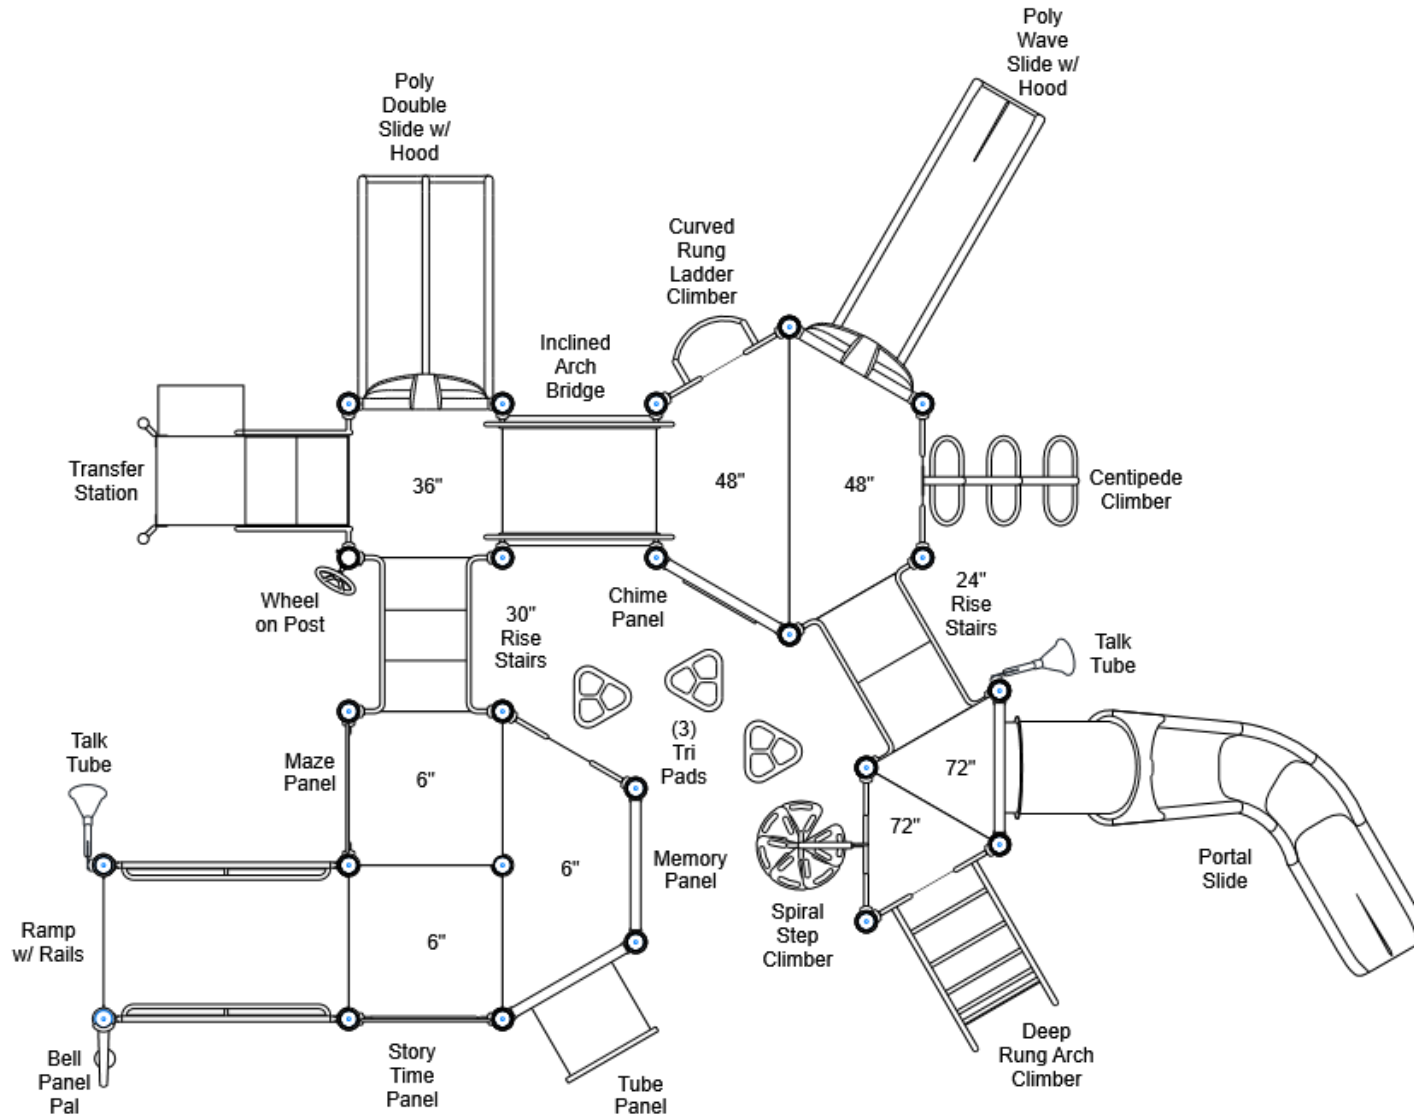 Poly
Wave
Slide w/
Hood
Poly
Double
Slide w/
Hood
Curved
Rung
Ladder
Climber
Inclined
Arch
Bridge
Transfer
Station
36"
48"
48"
Centipede
Climber
Wheel
on Post
30"
Rise
Stairs
Chime
Panel
24"
Rise
Stairs
Talk
Tube
Talk
Tube
Maze
Panel
6"
(3)
Tri
Pads
72"
72"
6"
Memory
Panel
Portal
Slide
Ramp
w/ Rails
6"
Spiral
Step
Climber
Bell
Panel
Pal
Story
Time
Panel
Tube
Panel
Deep
Rung Arch
Climber